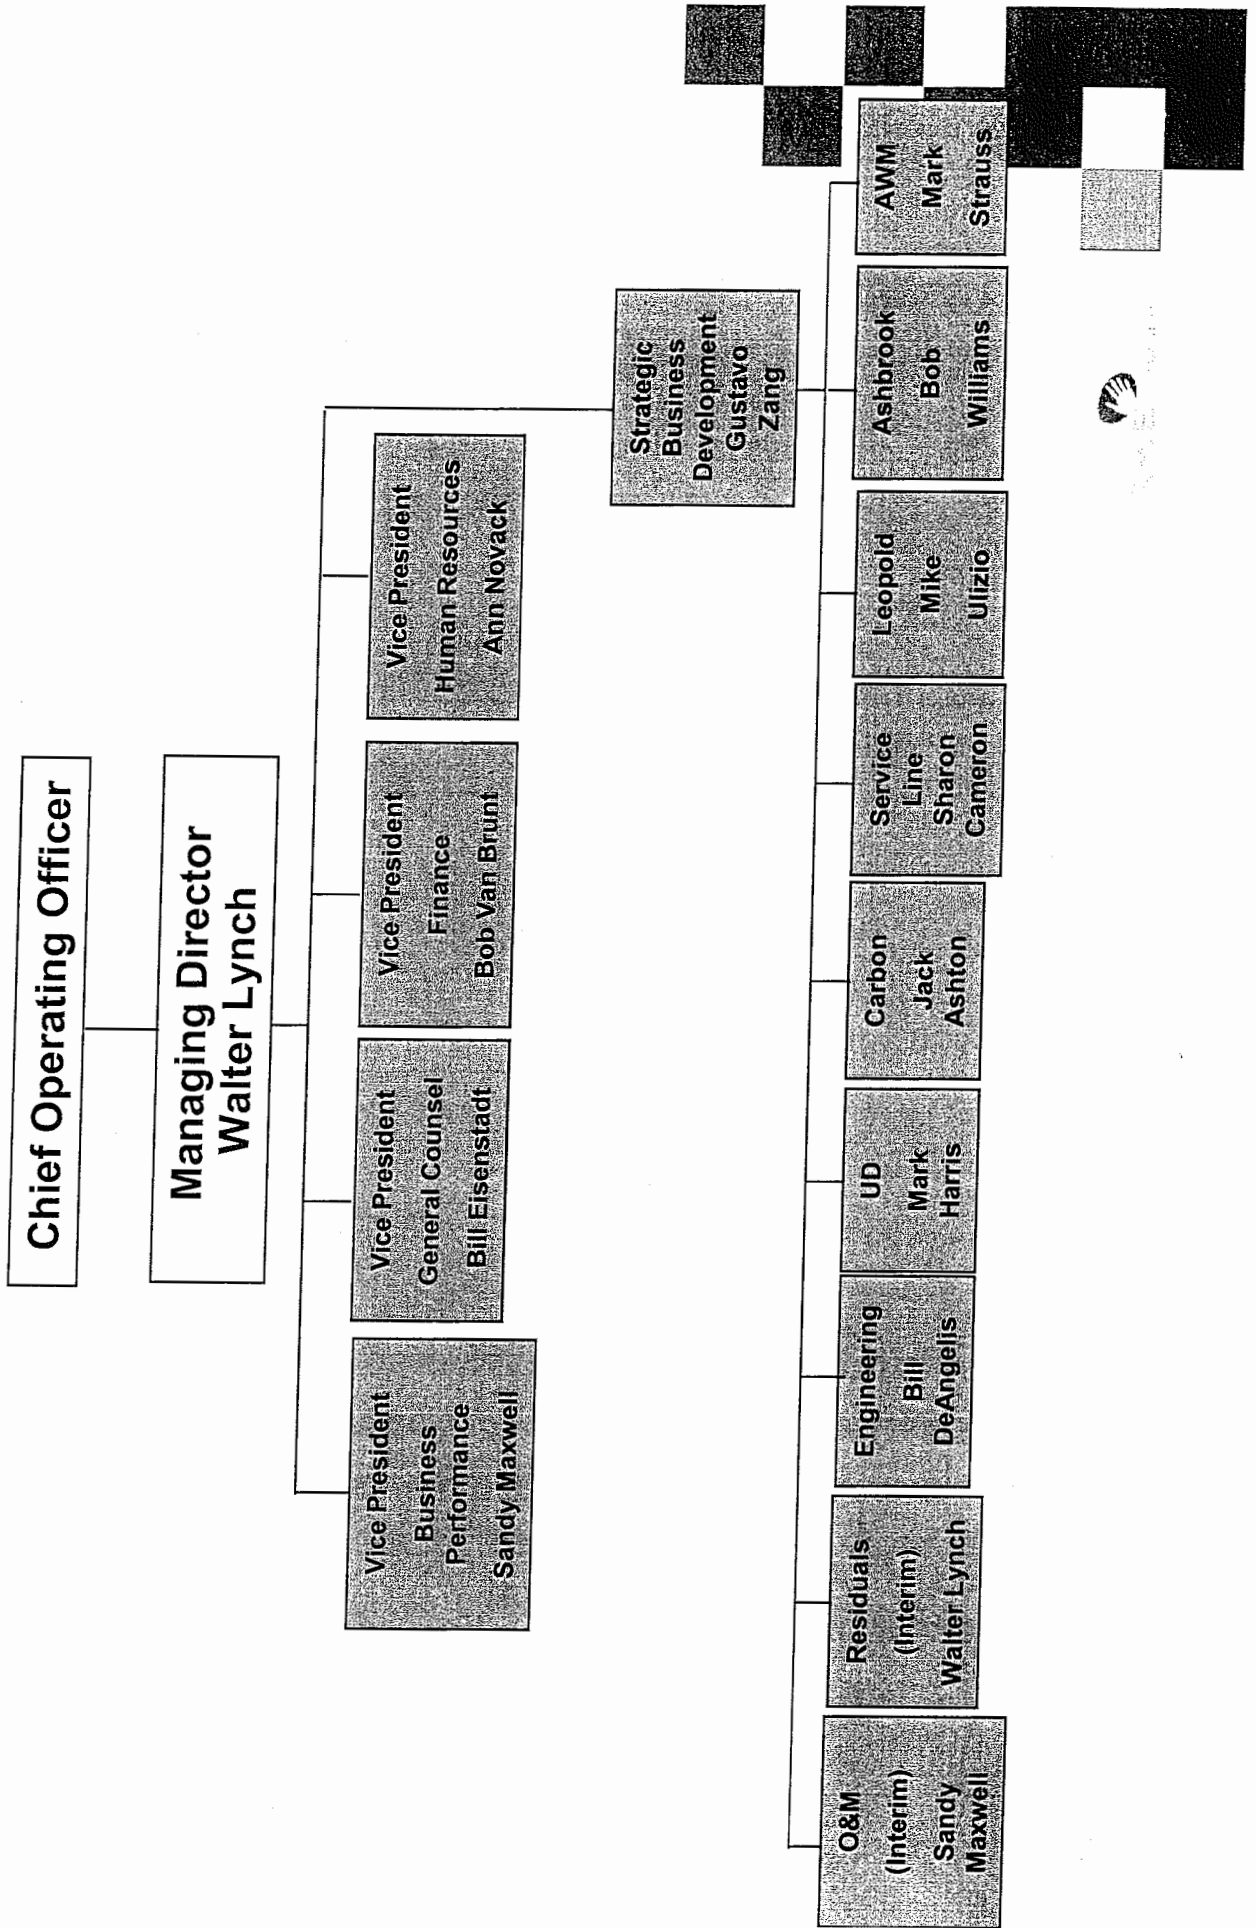 Chief Operating Officer
Managing Director
Walter Lynch
Vice President
Business
Performance
Sandy Maxwell
Vice President
General Counsel
Bill Eisenstadt
Vice President
Finance
Bob Van Brunt
Vice President
Human Resources
Ann Novack
Strategic
Business
Development
Gustavo
Zang
O&M
(Interim)
Sandy
Maxwell
Residuals
(Interim)
Walter Lynch
Engineering
Bill
DeAngelis
UD
Mark
Harris
Carbon
Jack
Ashton
Service
Line
Sharon
Cameron
Leopold
Mike
Ulizio
Ashbrook
Bob
Williams
AWM
Mark
Strauss